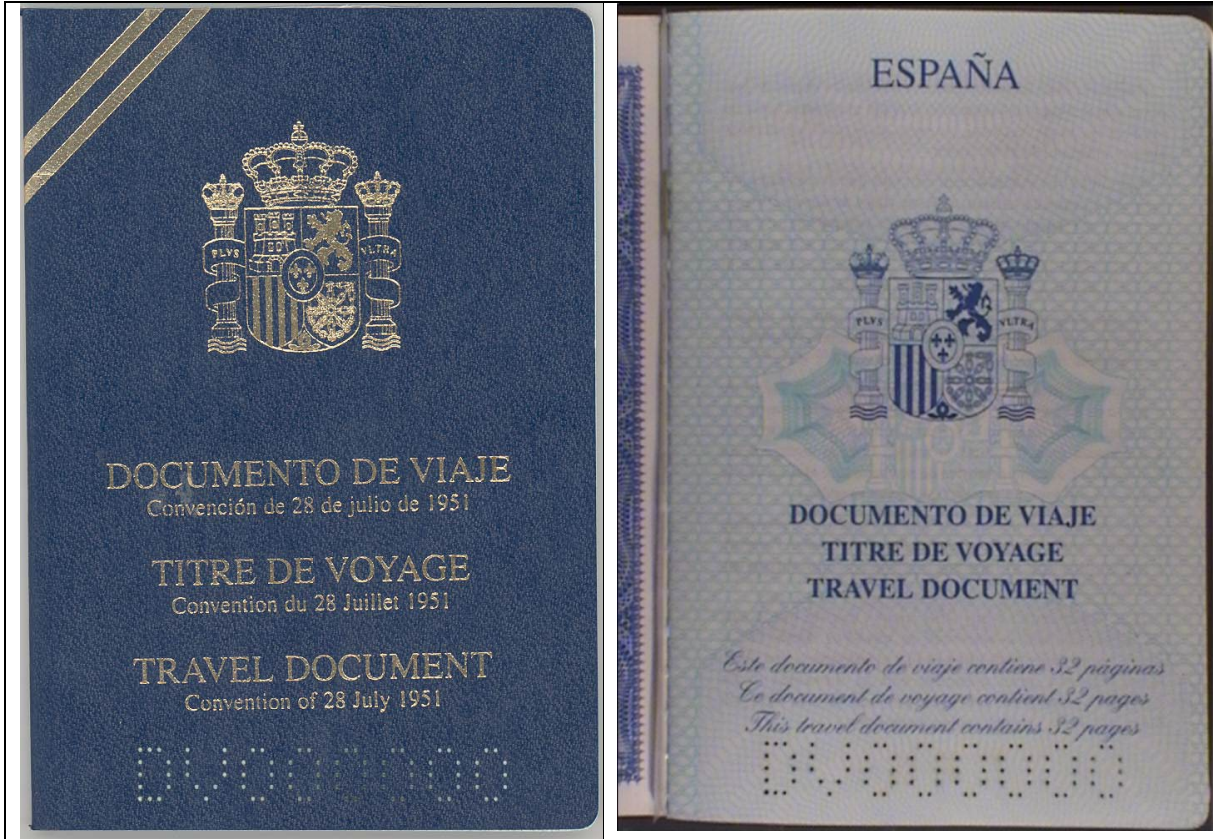 PLVS VLTRA
DOCUMENTO DE VIAJE
Convención de 28 de julio de 1951
TITRE DE VOYAGE
Convention du 28 Juillet 1951
TRAVEL DOCUMENT
Convention of 28 July 1951
DV000000
ESPAÑA
PLVS VLTRA
DOCUMENTO DE VIAJE
TITRE DE VOYAGE
TRAVEL DOCUMENT
Este documento de viaje contiene 32 páginas
Ce document de voyage contient 32 pages
This travel document contains 32 pages
DV000000